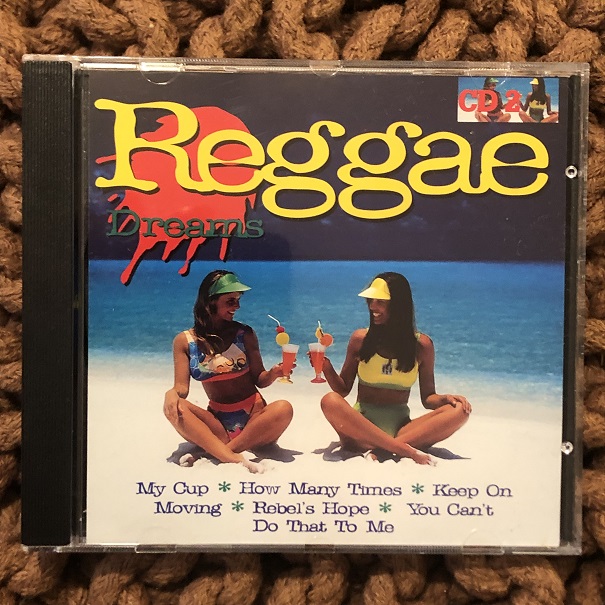 CD 2
Reggae
Dreams
My Cup * How Many Times * Keep On
Moving * Rebel's Hope * You Can't
Do That To Me